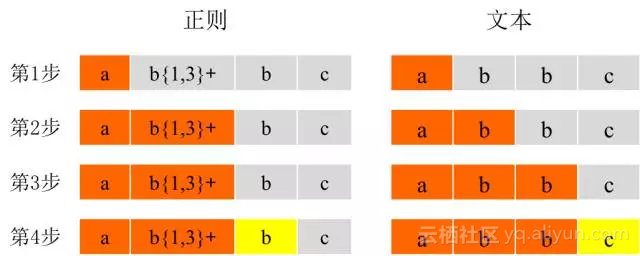 正则 文本
第1步 a b{1,3}+ b c a b b c
第2步 a b{1,3}+ b c a b b c
第3步 a b{1,3}+ b c a b b c
第4步 a b{1,3}+ b c a b b c
云栖社区 yq.aliyun.com